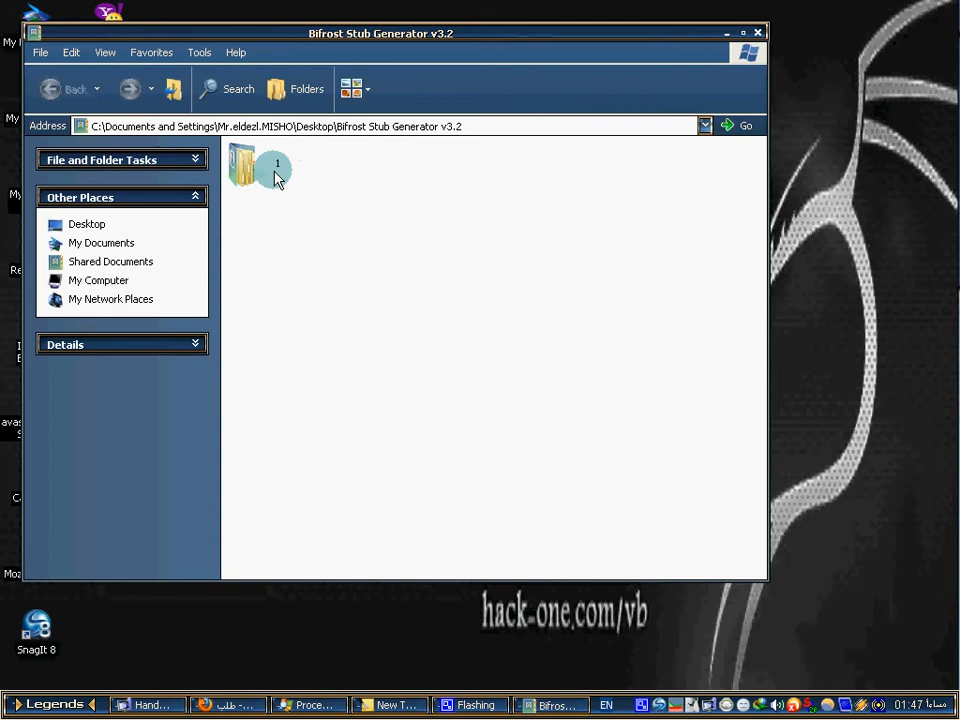 Bifrost Stub Generator v3.2
File Edit View Favorites Tools Help
Back Search Folders
Address C:\Documents and Settings\Mr.eldezl.MISHO\Desktop\Bifrost Stub Generator v3.2 Go
File and Folder Tasks
1
Other Places
Desktop
My Documents
Shared Documents
My Computer
My Network Places
Details
hack-one.com/vb
SnagIt 8
Legends Hand... طلب -... Proce... New T... Flashing Bifros... EN 01:47 مساءً